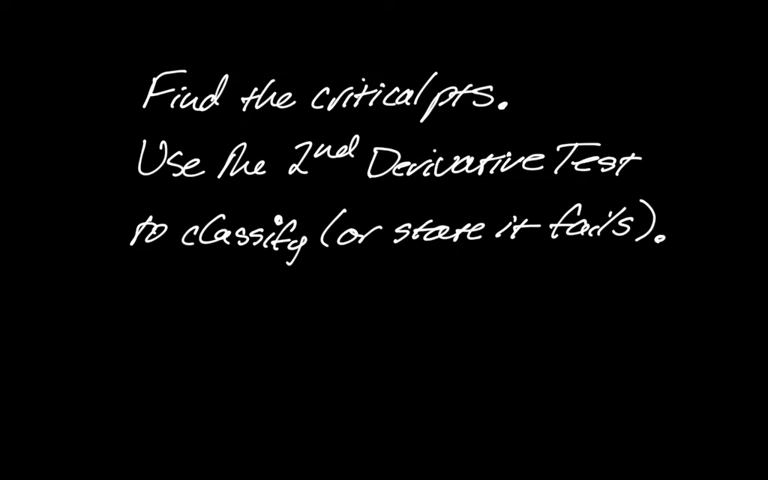 Find the critical pts.
Use the 2nd Derivative Test
to classify (or state it fails).